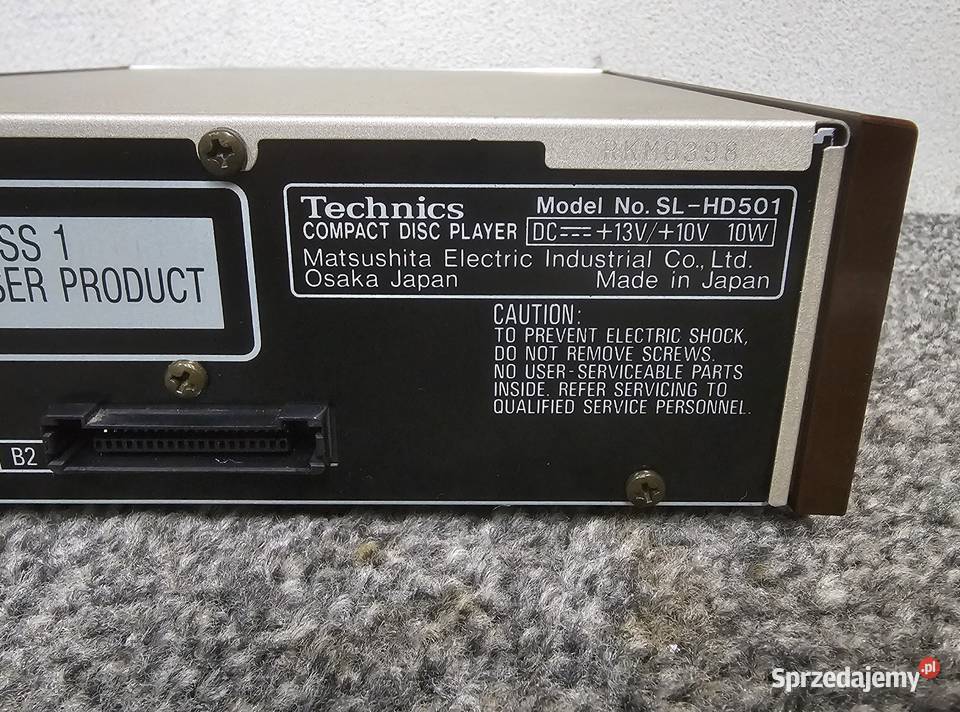 RKM0398
SS 1
SER PRODUCT
Technics
Model No. SL-HD501
COMPACT DISC PLAYER
DC⎓+13V/+10V 10W
Matsushita Electric Industrial Co., Ltd.
Osaka Japan
Made in Japan
CAUTION:
TO PREVENT ELECTRIC SHOCK,
DO NOT REMOVE SCREWS.
NO USER-SERVICEABLE PARTS
INSIDE. REFER SERVICING TO
QUALIFIED SERVICE PERSONNEL.
B2
Sprzedajemy.pl